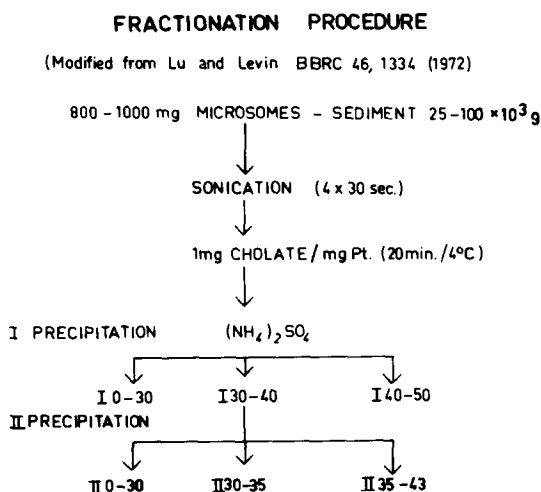 FRACTIONATION PROCEDURE
(Modified from Lu and Levin BBRC 46, 1334 (1972)
800-1000 mg MICROSOMES - SEDIMENT 25-100 ×10³g
SONICATION (4 x 30 sec.)
1mg CHOLATE/mg Pt. (20min./4°C)
I PRECIPITATION (NH₄)₂SO₄
I 0-30 I 30-40 I 40-50
II PRECIPITATION
II 0-30 II 30-35 II 35-43